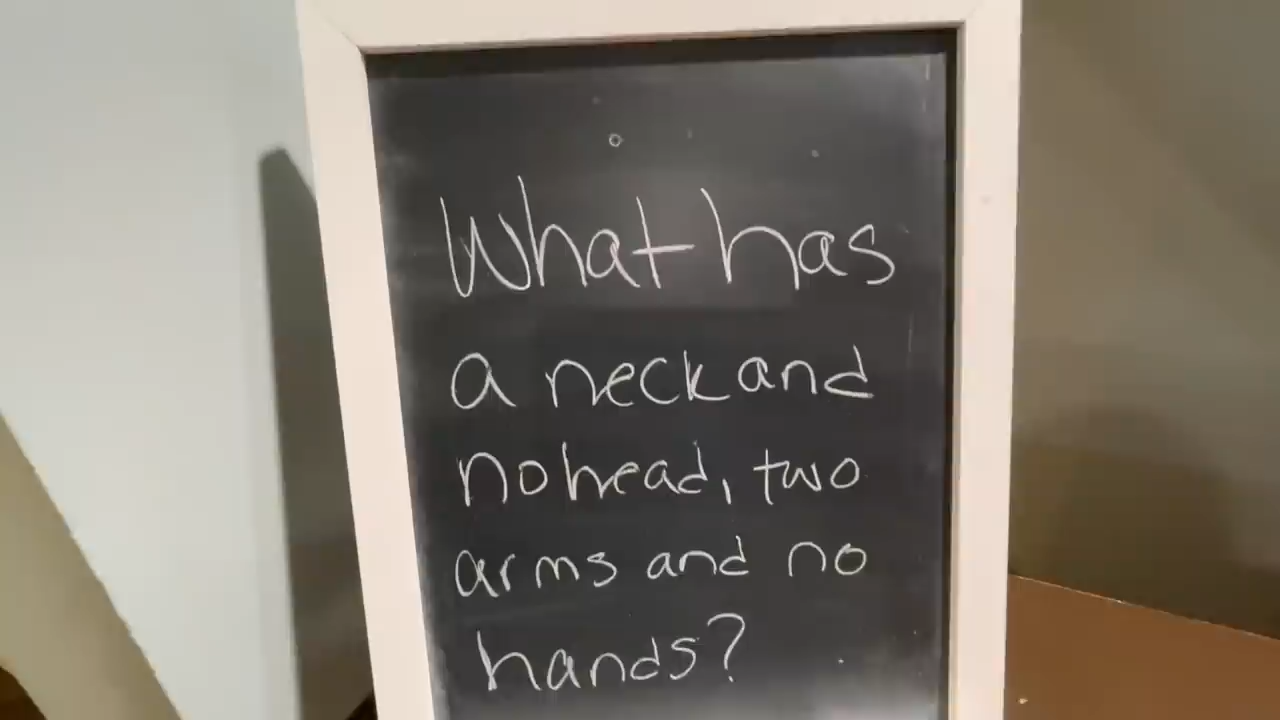 What has
a neck and
no head, two
arms and no
hands?